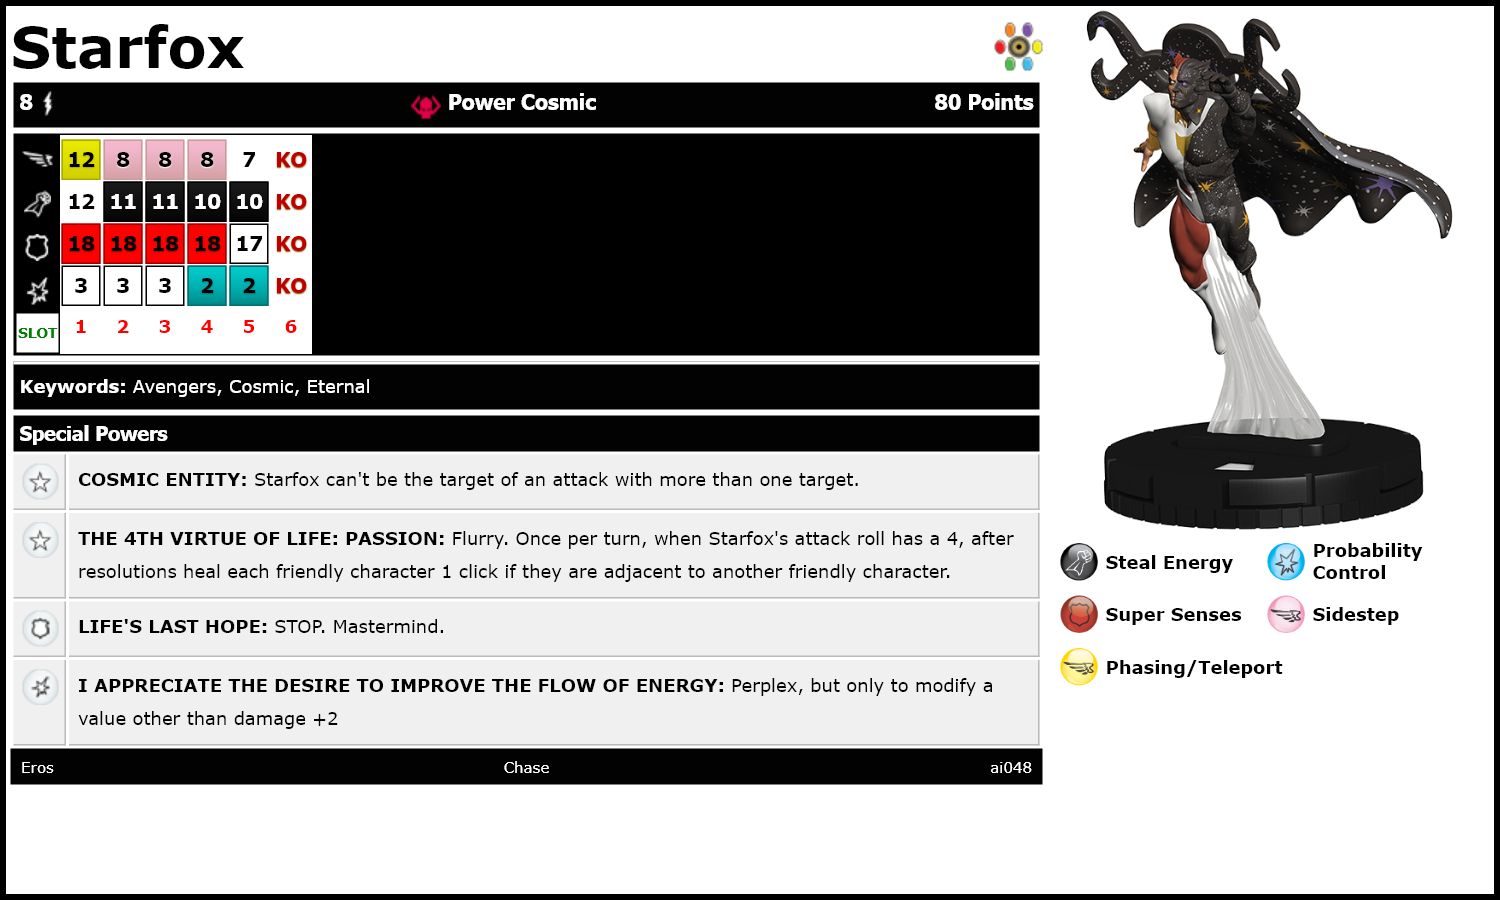 Starfox
8 Power Cosmic 80 Points
12 8 8 8 7 KO
12 11 11 10 10 KO
18 18 18 18 17 KO
3 3 3 2 2 KO
SLOT 1 2 3 4 5 6
Keywords: Avengers, Cosmic, Eternal
Special Powers
COSMIC ENTITY: Starfox can't be the target of an attack with more than one target.
THE 4TH VIRTUE OF LIFE: PASSION: Flurry. Once per turn, when Starfox's attack roll has a 4, after
resolutions heal each friendly character 1 click if they are adjacent to another friendly character.
LIFE'S LAST HOPE: STOP. Mastermind.
I APPRECIATE THE DESIRE TO IMPROVE THE FLOW OF ENERGY: Perplex, but only to modify a
value other than damage +2
Eros Chase ai048
Steal Energy
Probability
Control
Super Senses
Sidestep
Phasing/Teleport